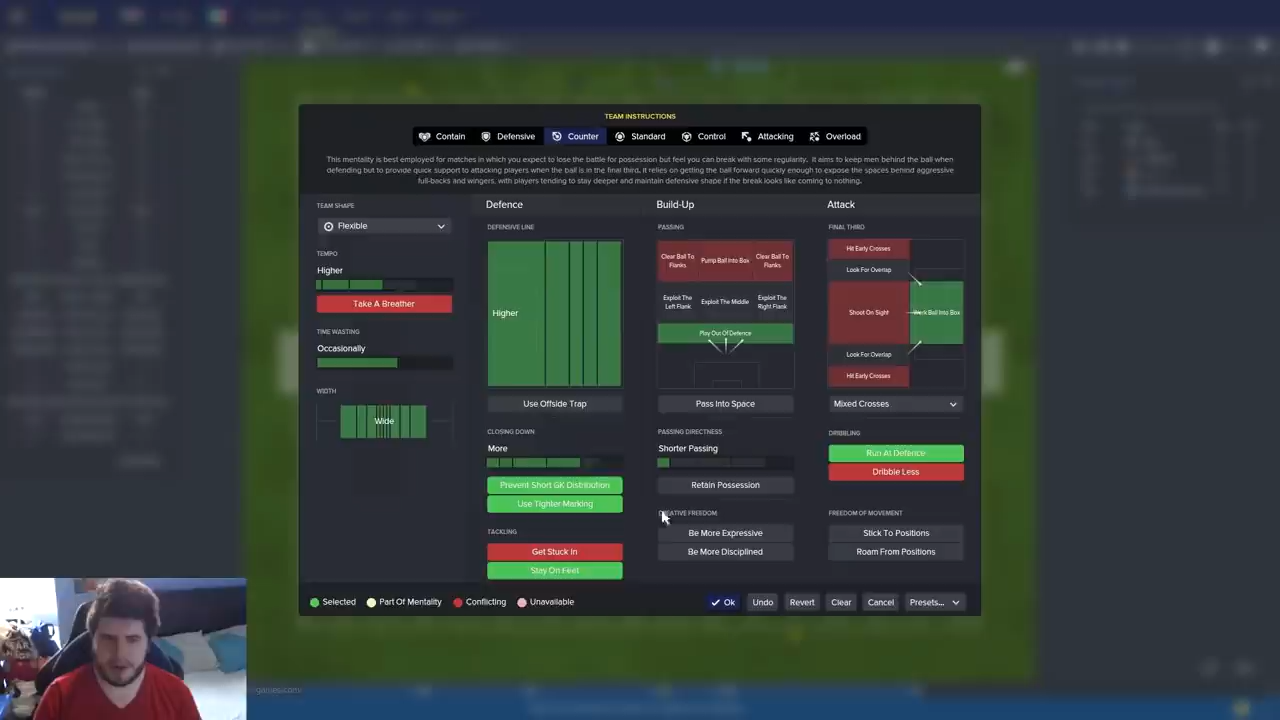 TEAM INSTRUCTIONS
Contain
Defensive
Counter
Standard
Control
Attacking
Overload
This mentality is best employed for matches in which you expect to lose the battle for possession but feel you can break with some regularity. It aims to keep men behind the ball when
defending but to provide quick support to attacking players when the ball is in the final third. It relies on getting the ball forward quickly enough to expose the spaces behind aggressive
full-backs and wingers, with players tending to stay deeper and maintain defensive shape if the break looks like coming to nothing.
TEAM SHAPE
Flexible
TEMPO
Higher
Take A Breather
TIME WASTING
Occasionally
WIDTH
Wide
Defence
DEFENSIVE LINE
Higher
Use Offside Trap
CLOSING DOWN
More
Prevent Short GK Distribution
Use Tighter Marking
TACKLING
Get Stuck In
Stay On Feet
Build-Up
PASSING
Clear Ball To
Flanks
Pump Ball Into Box
Clear Ball To
Flanks
Exploit The
Left Flank
Exploit The Middle
Exploit The
Right Flank
Play Out Of Defence
Pass Into Space
PASSING DIRECTNESS
Shorter Passing
Retain Possession
CREATIVE FREEDOM
Be More Expressive
Be More Disciplined
Attack
FINAL THIRD
Hit Early Crosses
Look For Overlap
Shoot On Sight
Work Ball Into Box
Look For Overlap
Hit Early Crosses
Mixed Crosses
DRIBBLING
Run At Defence
Dribble Less
FREEDOM OF MOVEMENT
Stick To Positions
Roam From Positions
Selected
Part Of Mentality
Conflicting
Unavailable
Ok
Undo
Revert
Clear
Cancel
Presets...
games.com/